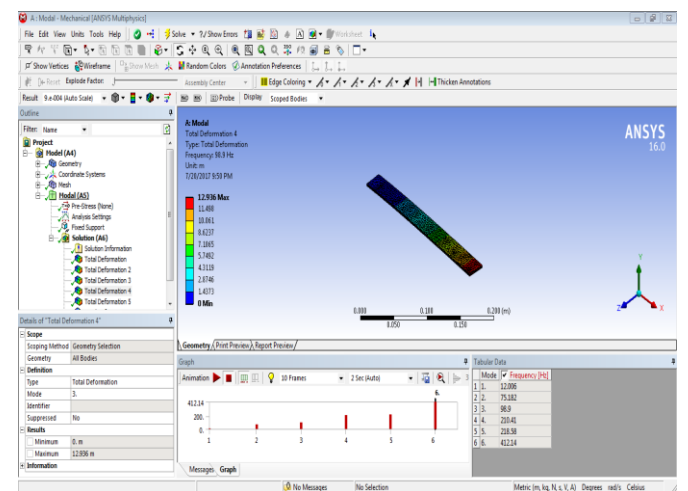 A : Modal - Mechanical [ANSYS Multiphysics]
File Edit View Units Tools Help Solve ?/Show Errors Worksheet
Show Vertices Wireframe Show Mesh Random Colors Annotation Preferences
Reset Explode Factor: Assembly Center Edge Coloring Thicken Annotations
Result 9.e-004 (Auto Scale) Probe Display Scoped Bodies
Outline
Filter: Name
Project
Model (A4)
Geometry
Coordinate Systems
Mesh
Modal (A5)
Pre-Stress (None)
Analysis Settings
Fixed Support
Solution (A6)
Solution Information
Total Deformation
Total Deformation 2
Total Deformation 3
Total Deformation 4
Total Deformation 5
A: Modal
Total Deformation 4
Type: Total Deformation
Frequency: 98.9 Hz
Unit: m
7/28/2017 9:50 PM
12.936 Max
11.498
10.061
8.6237
7.1865
5.7492
4.3119
2.8746
1.4373
0 Min
ANSYS
16.0
0.000 0.100 0.200 (m)
0.050 0.150
Y
Z X
Geometry Print Preview Report Preview
Details of "Total Deformation 4"
Scope
Scoping Method Geometry Selection
Geometry All Bodies
Definition
Type Total Deformation
Mode 3.
Identifier
Suppressed No
Results
Minimum 0. m
Maximum 12.936 m
Information
Graph
Animation 10 Frames 2 Sec (Auto)
6.
412.14
200.
0.
1 2 3 4 5 6
Messages Graph
Tabular Data
Mode Frequency [Hz]
1 1. 12.006
2 2. 75.182
3 3. 98.9
4 4. 210.41
5 5. 218.58
6 6. 412.14
No Messages No Selection Metric (m, kg, N, s, V, A) Degrees rad/s Celsius